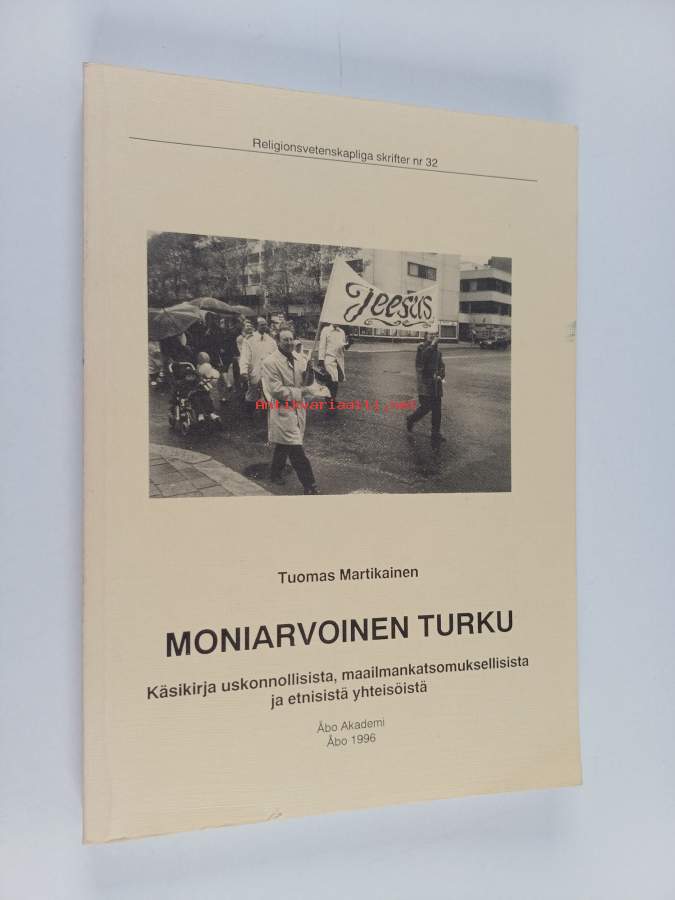 Religionsvetenskapliga skrifter nr 32
Jeesus
Antikvariaatti.net
Tuomas Martikainen
MONIARVOINEN TURKU
Käsikirja uskonnollisista, maailmankatsomuksellisista
ja etnisistä yhteisöistä
Åbo Akademi
Åbo 1996